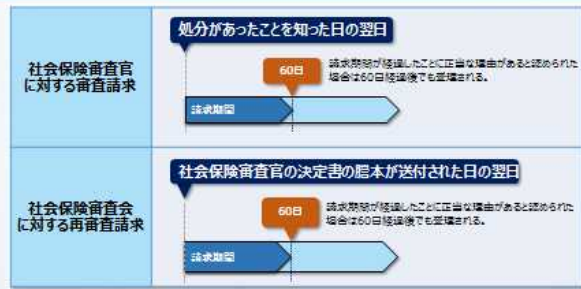 処分があったことを知った日の翌日
社会保険審査官
に対する審査請求
60日
請求期間が経過したことに正当な理由があると認められた
場合は60日経過後でも受理される。
請求期間
社会保険審査官の決定書の謄本が送付された日の翌日
社会保険審査会
に対する再審査請求
60日
請求期間が経過したことに正当な理由があると認められた
場合は60日経過後でも受理される。
請求期間